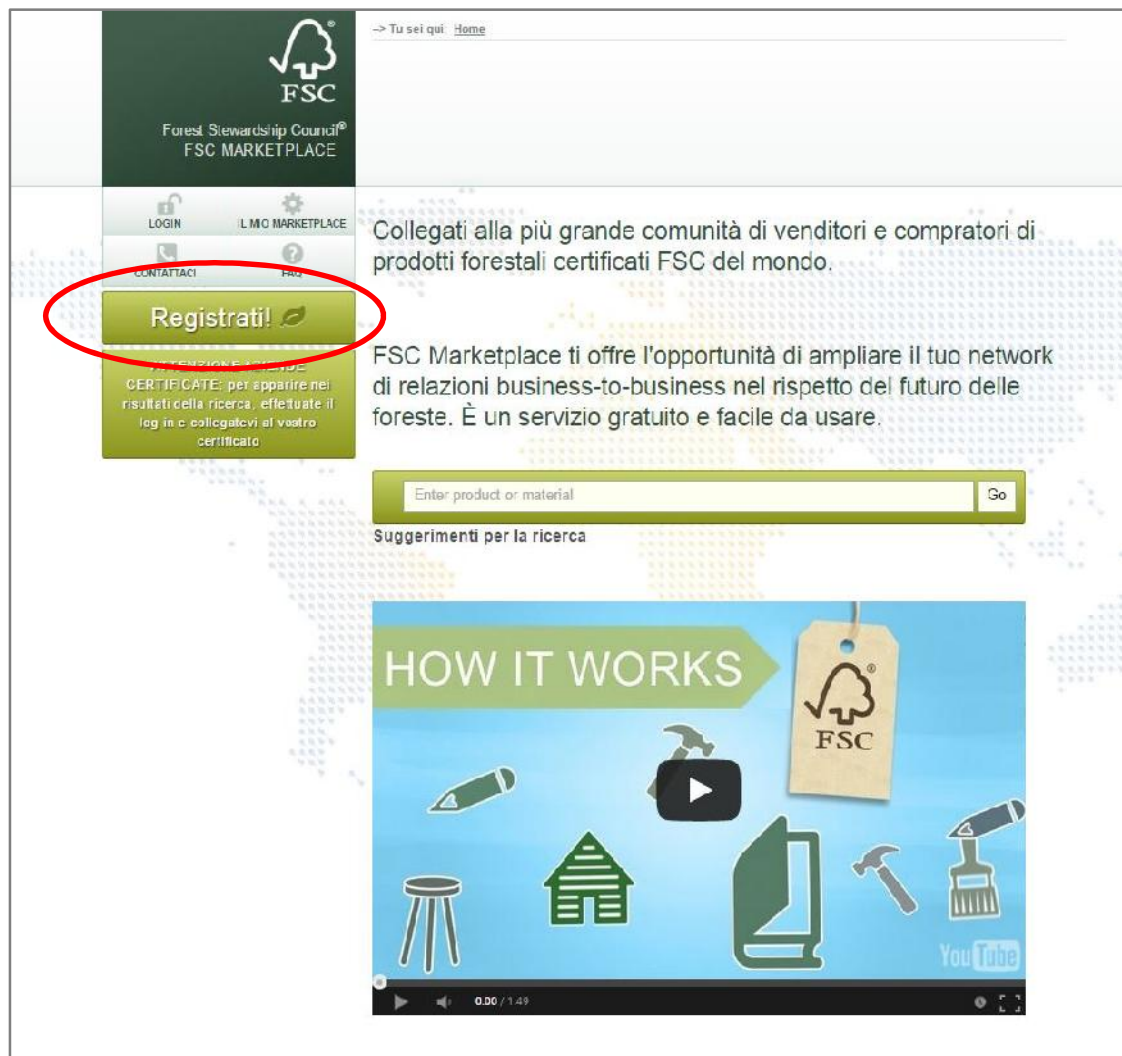 -> Tu sei qui: Home
FSC
Forest Stewardship Council®
FSC MARKETPLACE
LOGIN
IL MIO MARKETPLACE
CONTATTACI
FAQ
Registrati!
ATTENZIONE AZIENDE
CERTIFICATE: per apparire nei
risultati della ricerca, effettuate il
log in e collegatevi al vostro
certificato
Collegati alla più grande comunità di venditori e compratori di
prodotti forestali certificati FSC del mondo.
FSC Marketplace ti offre l'opportunità di ampliare il tuo network
di relazioni business-to-business nel rispetto del futuro delle
foreste. È un servizio gratuito e facile da usare.
Enter product or material
Go
Suggerimenti per la ricerca
HOW IT WORKS
®
FSC
YouTube
0:00 / 1:49